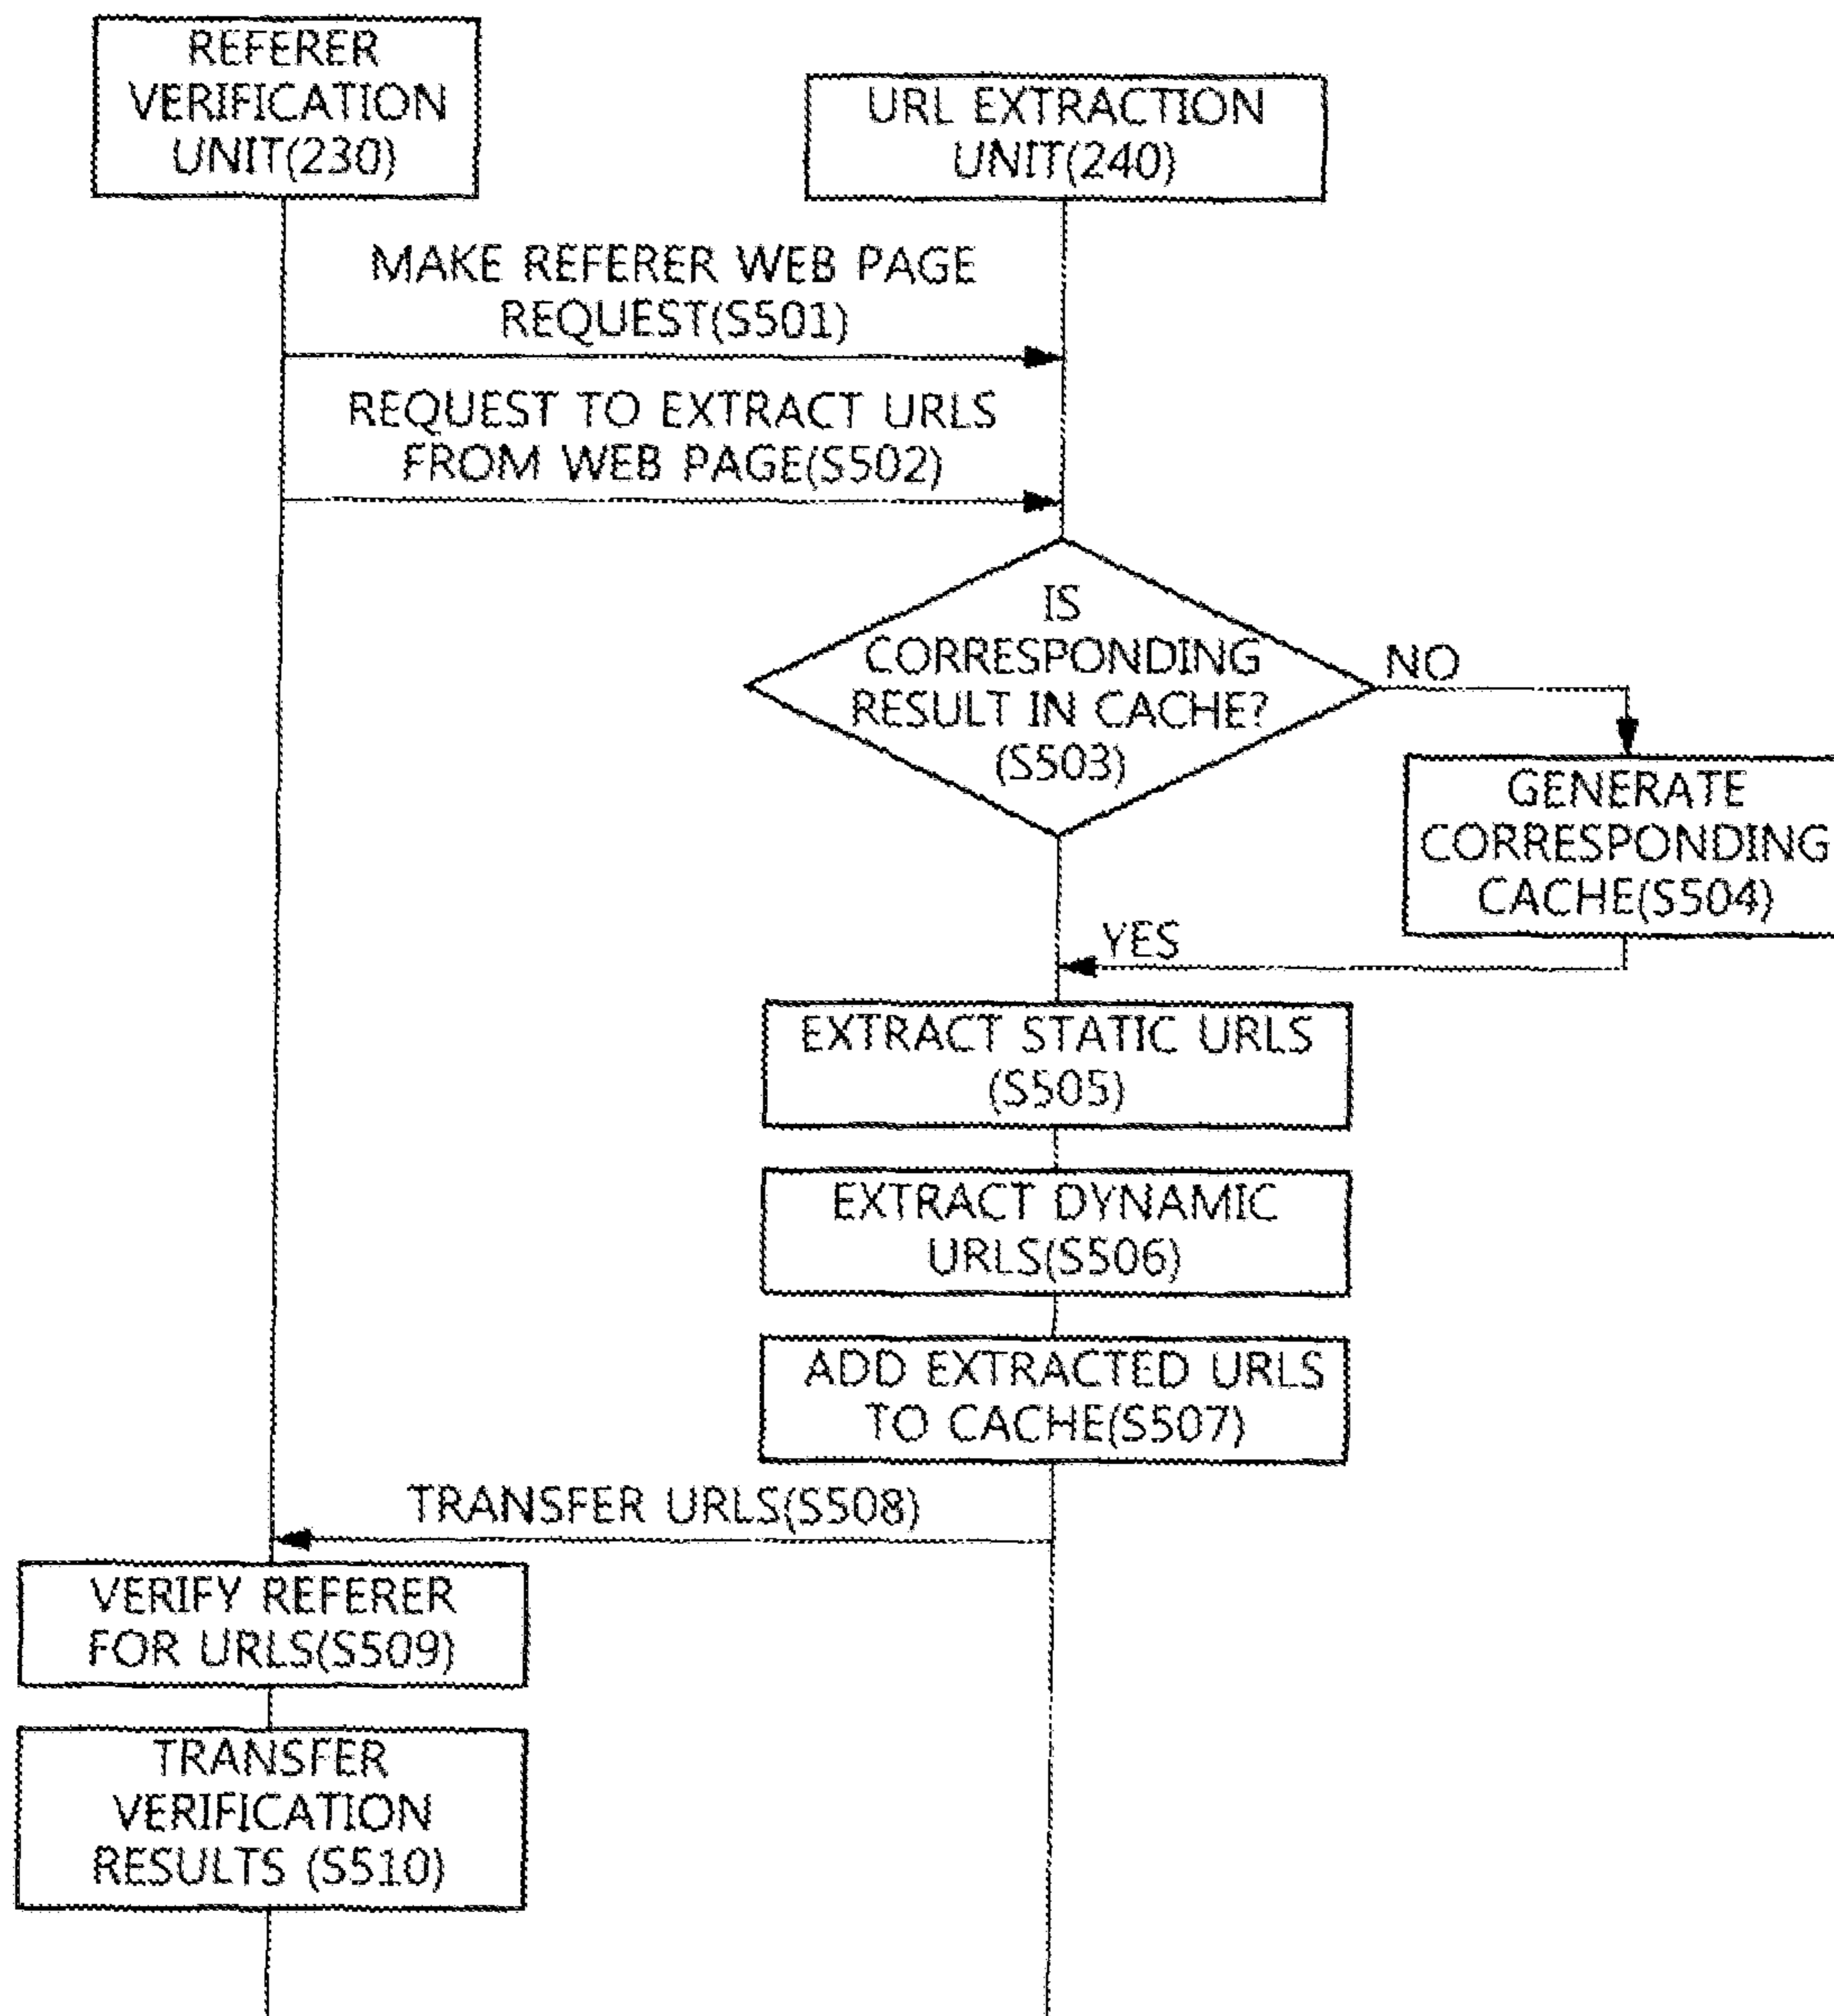 REFERER
VERIFICATION
UNIT(230)
URL EXTRACTION
UNIT(240)
MAKE REFERER WEB PAGE
REQUEST(S501)
REQUEST TO EXTRACT URLS
FROM WEB PAGE(S502)
IS
CORRESPONDING
RESULT IN CACHE?
(S503)
NO
GENERATE
CORRESPONDING
CACHE(S504)
YES
EXTRACT STATIC URLS
(S505)
EXTRACT DYNAMIC
URLS(S506)
ADD EXTRACTED URLS
TO CACHE(S507)
TRANSFER URLS(S508)
VERIFY REFERER
FOR URLS(S509)
TRANSFER
VERIFICATION
RESULTS (S510)